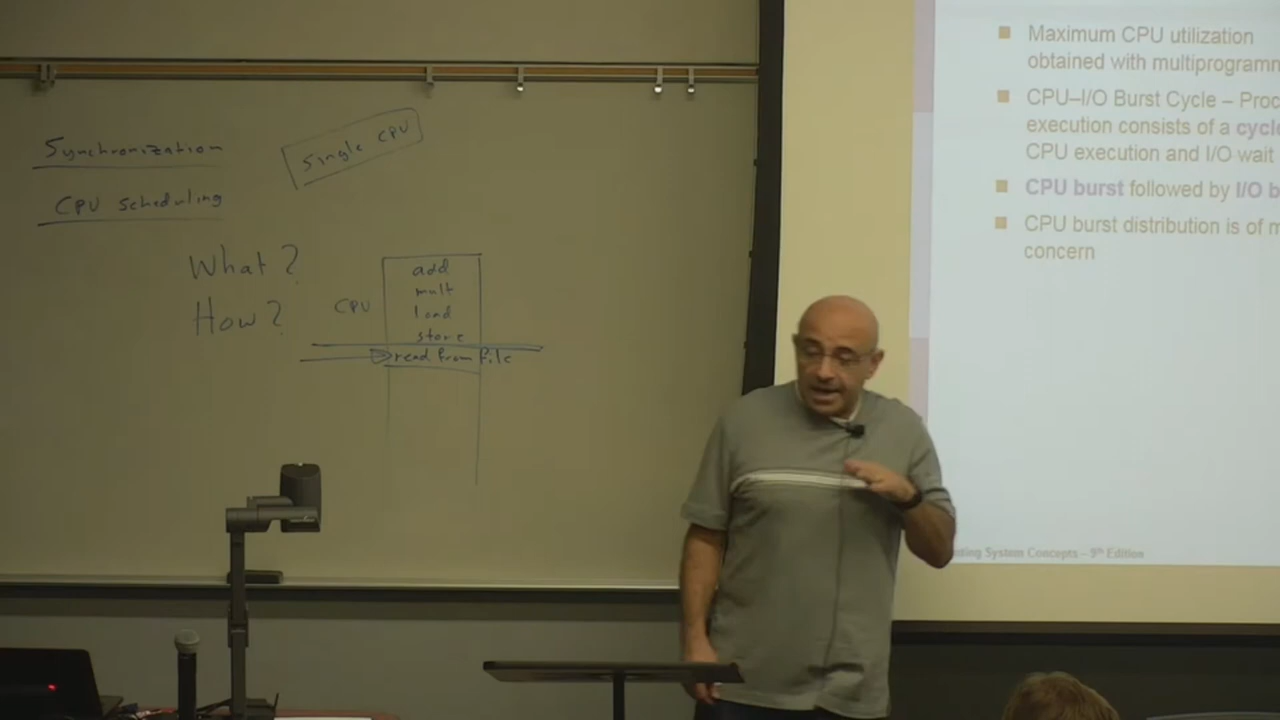 Synchronization
Single CPU
CPU Scheduling
What?
How?
CPU
add
mult
load
store
read from file
Maximum CPU utilization
obtained with multiprogramm
CPU–I/O Burst Cycle – Proc
execution consists of a cycle
CPU execution and I/O wait
CPU burst followed by I/O b
CPU burst distribution is of m
concern
ting System Concepts – 9th Edition